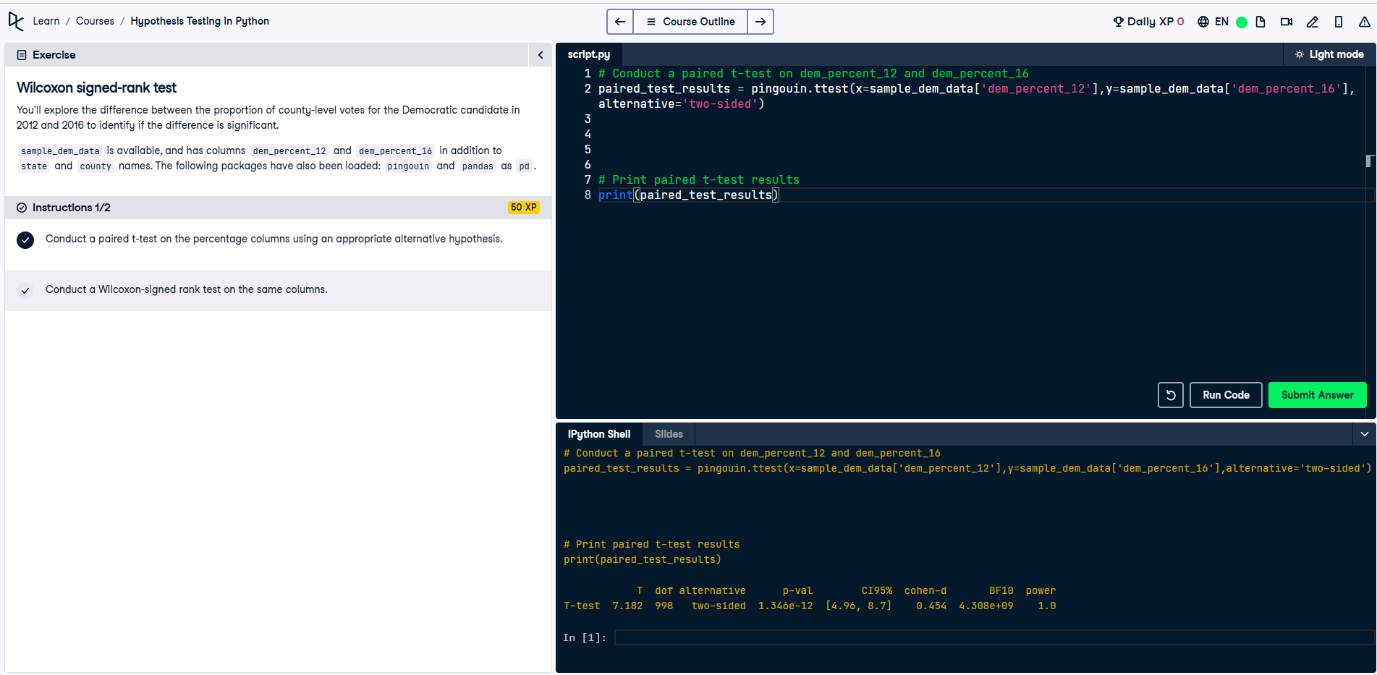 Learn / Courses / Hypothesis Testing in Python
Course Outline
Daily XP 0
EN
Exercise
Wilcoxon signed-rank test
You'll explore the difference between the proportion of county-level votes for the Democratic candidate in
2012 and 2016 to identify if the difference is significant.
sample_dem_data is available, and has columns dem_percent_12 and dem_percent_16 in addition to
state and county names. The following packages have also been loaded: pingouin and pandas as pd .
Instructions 1/2
50 XP
Conduct a paired t-test on the percentage columns using an appropriate alternative hypothesis.
Conduct a Wilcoxon-signed rank test on the same columns.
script.py
Light mode
1 # Conduct a paired t-test on dem_percent_12 and dem_percent_16
2 paired_test_results = pingouin.ttest(x=sample_dem_data['dem_percent_12'],y=sample_dem_data['dem_percent_16'],
alternative='two-sided')
3
4
5
6
7 # Print paired t-test results
8 print(paired_test_results)
Run Code
Submit Answer
IPython Shell
Slides
# Conduct a paired t-test on dem_percent_12 and dem_percent_16
paired_test_results = pingouin.ttest(x=sample_dem_data['dem_percent_12'],y=sample_dem_data['dem_percent_16'],alternative='two-sided')
# Print paired t-test results
print(paired_test_results)
T dof alternative p-val CI95% cohen-d BF10 power
T-test 7.182 998 two-sided 1.346e-12 [4.96, 8.7] 0.454 4.308e+09 1.0
In [1]: